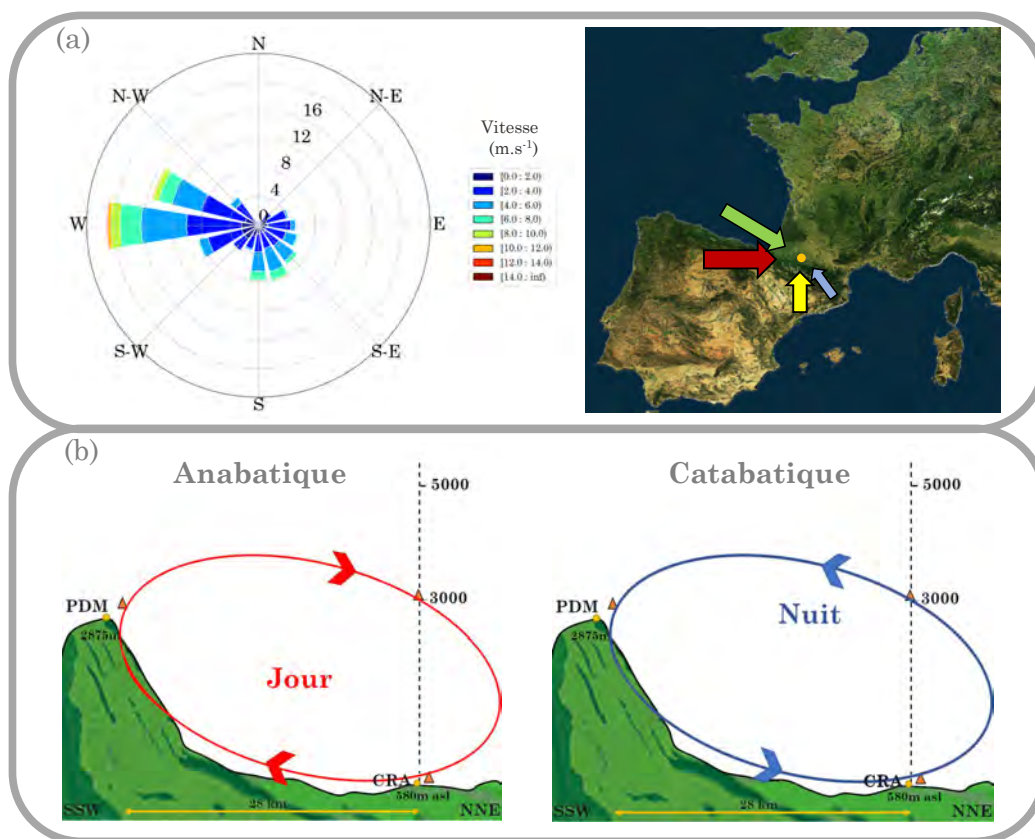 (a)
N
N-W
N-E
16
12
8
4
0
W
E
S-W
S-E
S
Vitesse
(m.s⁻¹)
[0.0 : 2.0)
[2.0 : 4.0)
[4.0 : 6.0)
[6.0 : 8.0)
[8.0 : 10.0)
[10.0 : 12.0)
[12.0 : 14.0)
[14.0 : inf)
(b)
Anabatique
5000
PDM
3000
2875m
Jour
CRA
580m asl
SSW
28 km
NNE
Catabatique
5000
PDM
3000
2875m
Nuit
CRA
580m asl
SSW
28 km
NNE